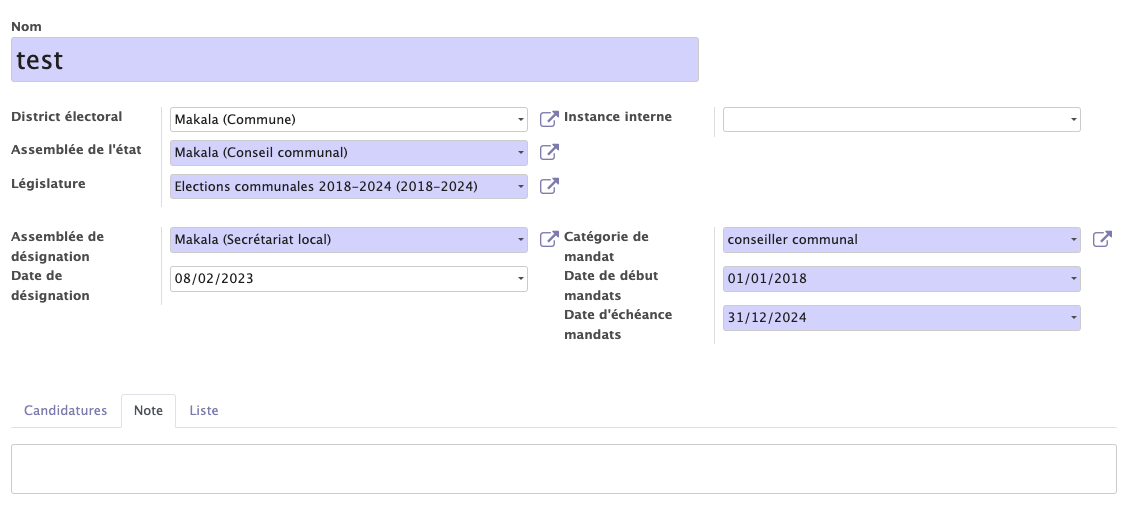 Nom
test
District électoral
Makala (Commune)
Instance interne
Assemblée de l'état
Makala (Conseil communal)
Législature
Elections communales 2018-2024 (2018-2024)
Assemblée de
désignation
Makala (Secrétariat local)
Catégorie de
mandat
conseiller communal
Date de
désignation
08/02/2023
Date de début
mandats
01/01/2018
Date d'échéance
mandats
31/12/2024
Candidatures
Note
Liste